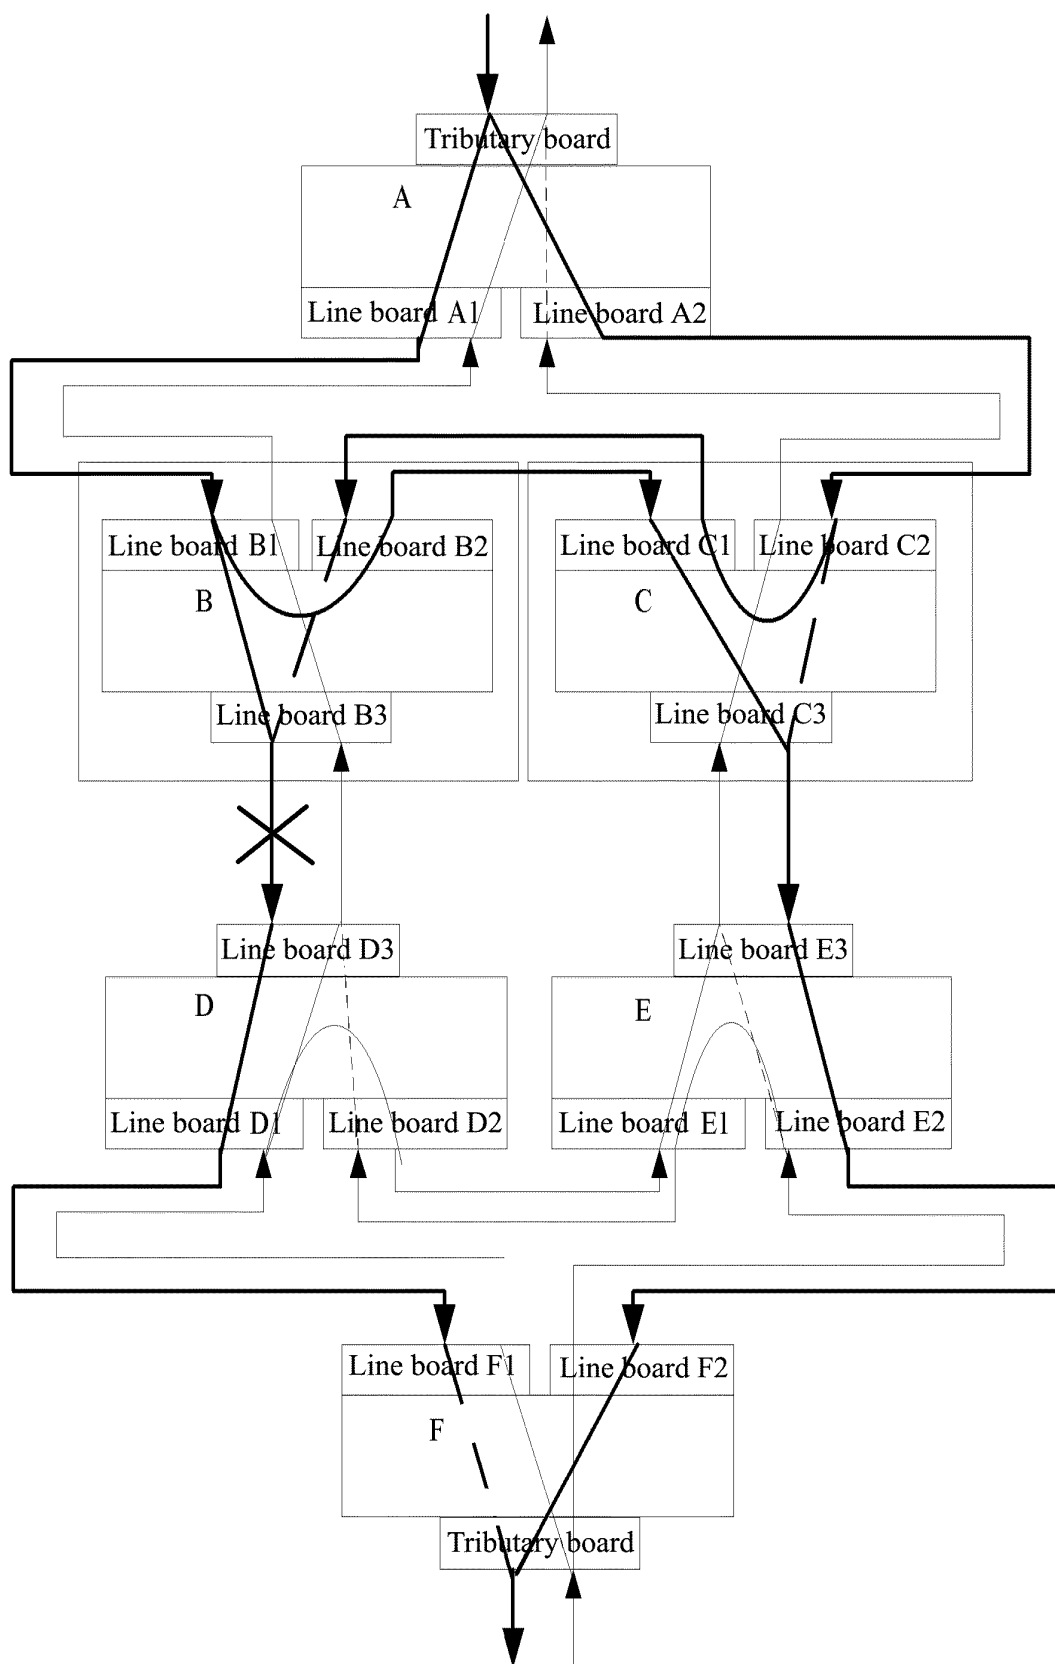 Tributary board
A
Line board A1
Line board A2
Line board B1
Line board B2
Line board C1
Line board C2
B
C
Line board B3
Line board C3
Line board D3
Line board E3
D
E
Line board D1
Line board D2
Line board E1
Line board E2
Line board F1
Line board F2
F
Tributary board